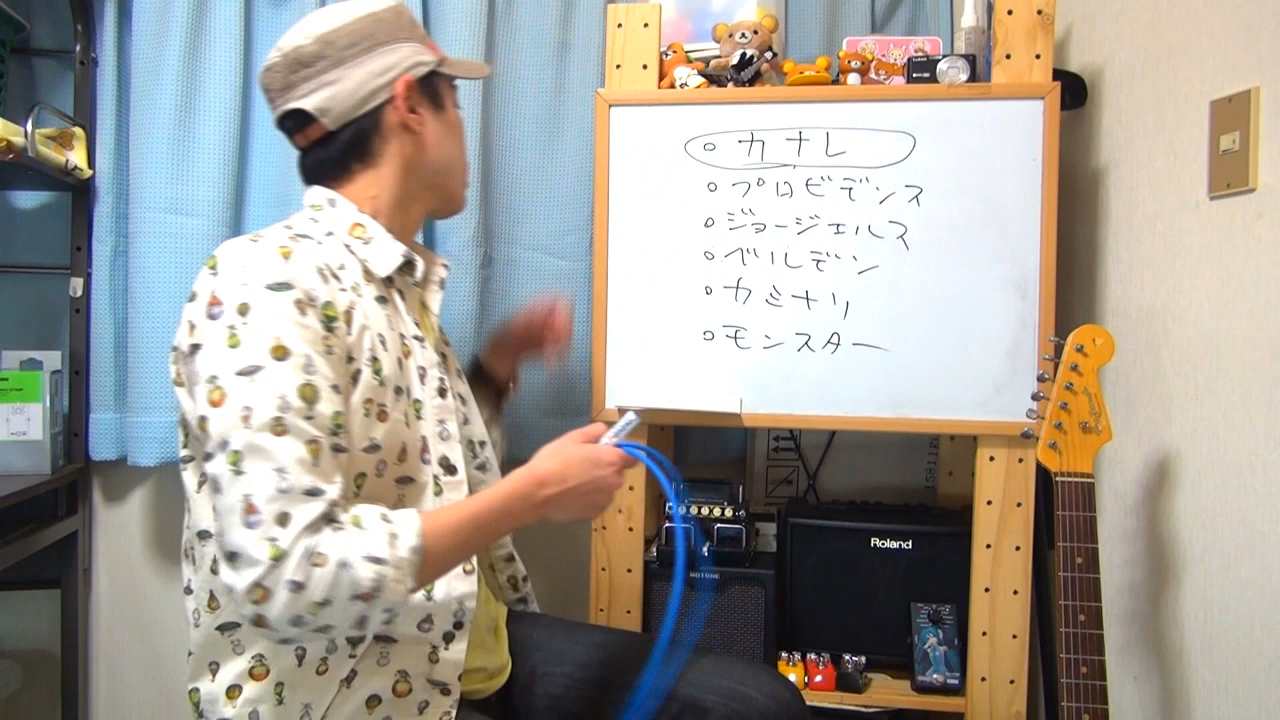 ○ カナレ
○ プロビデンス
○ ジョージエルス
○ ベルデン
○ カミナリ
○ モンスター
Roland
HOTONE